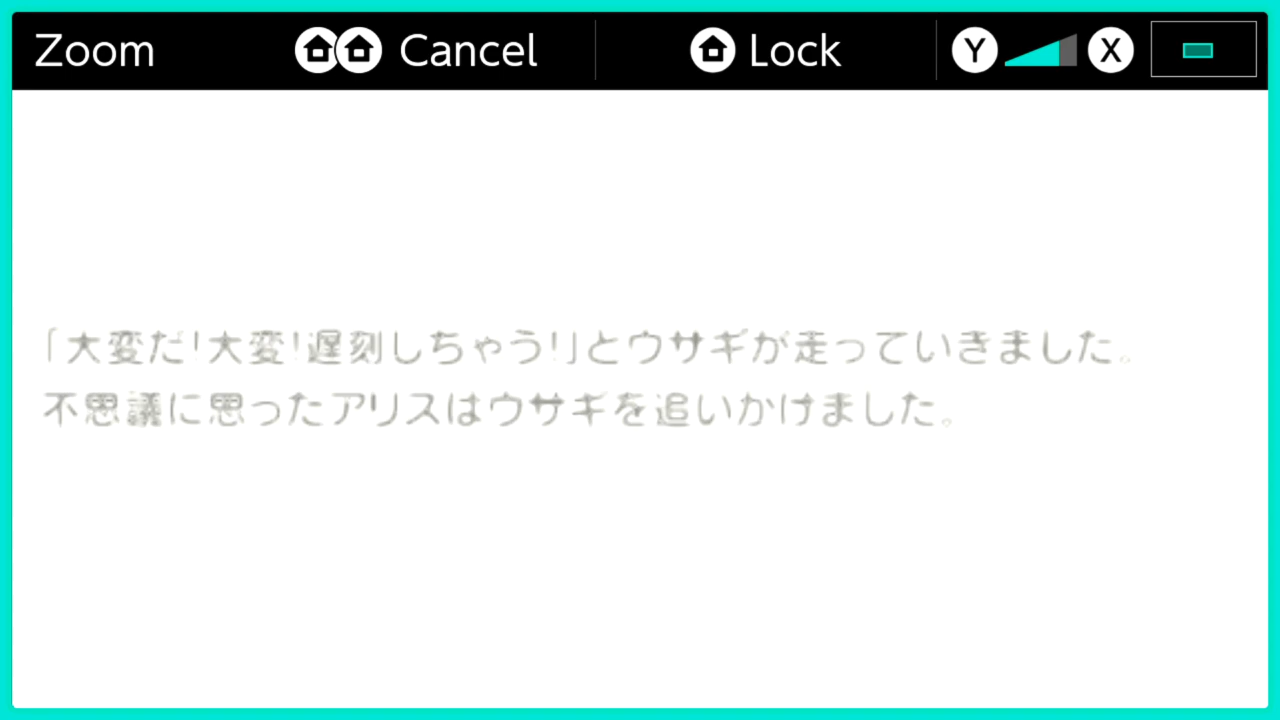 Zoom Cancel Lock Y X
「大変だ!大変!遅刻しちゃう!」とウサギが走っていきました。
不思議に思ったアリスはウサギを追いかけました。